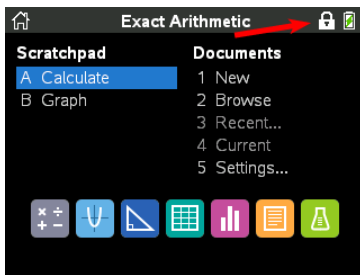 Exact Arithmetic
Scratchpad
A Calculate
B Graph
Documents
1 New
2 Browse
3 Recent...
4 Current
5 Settings...